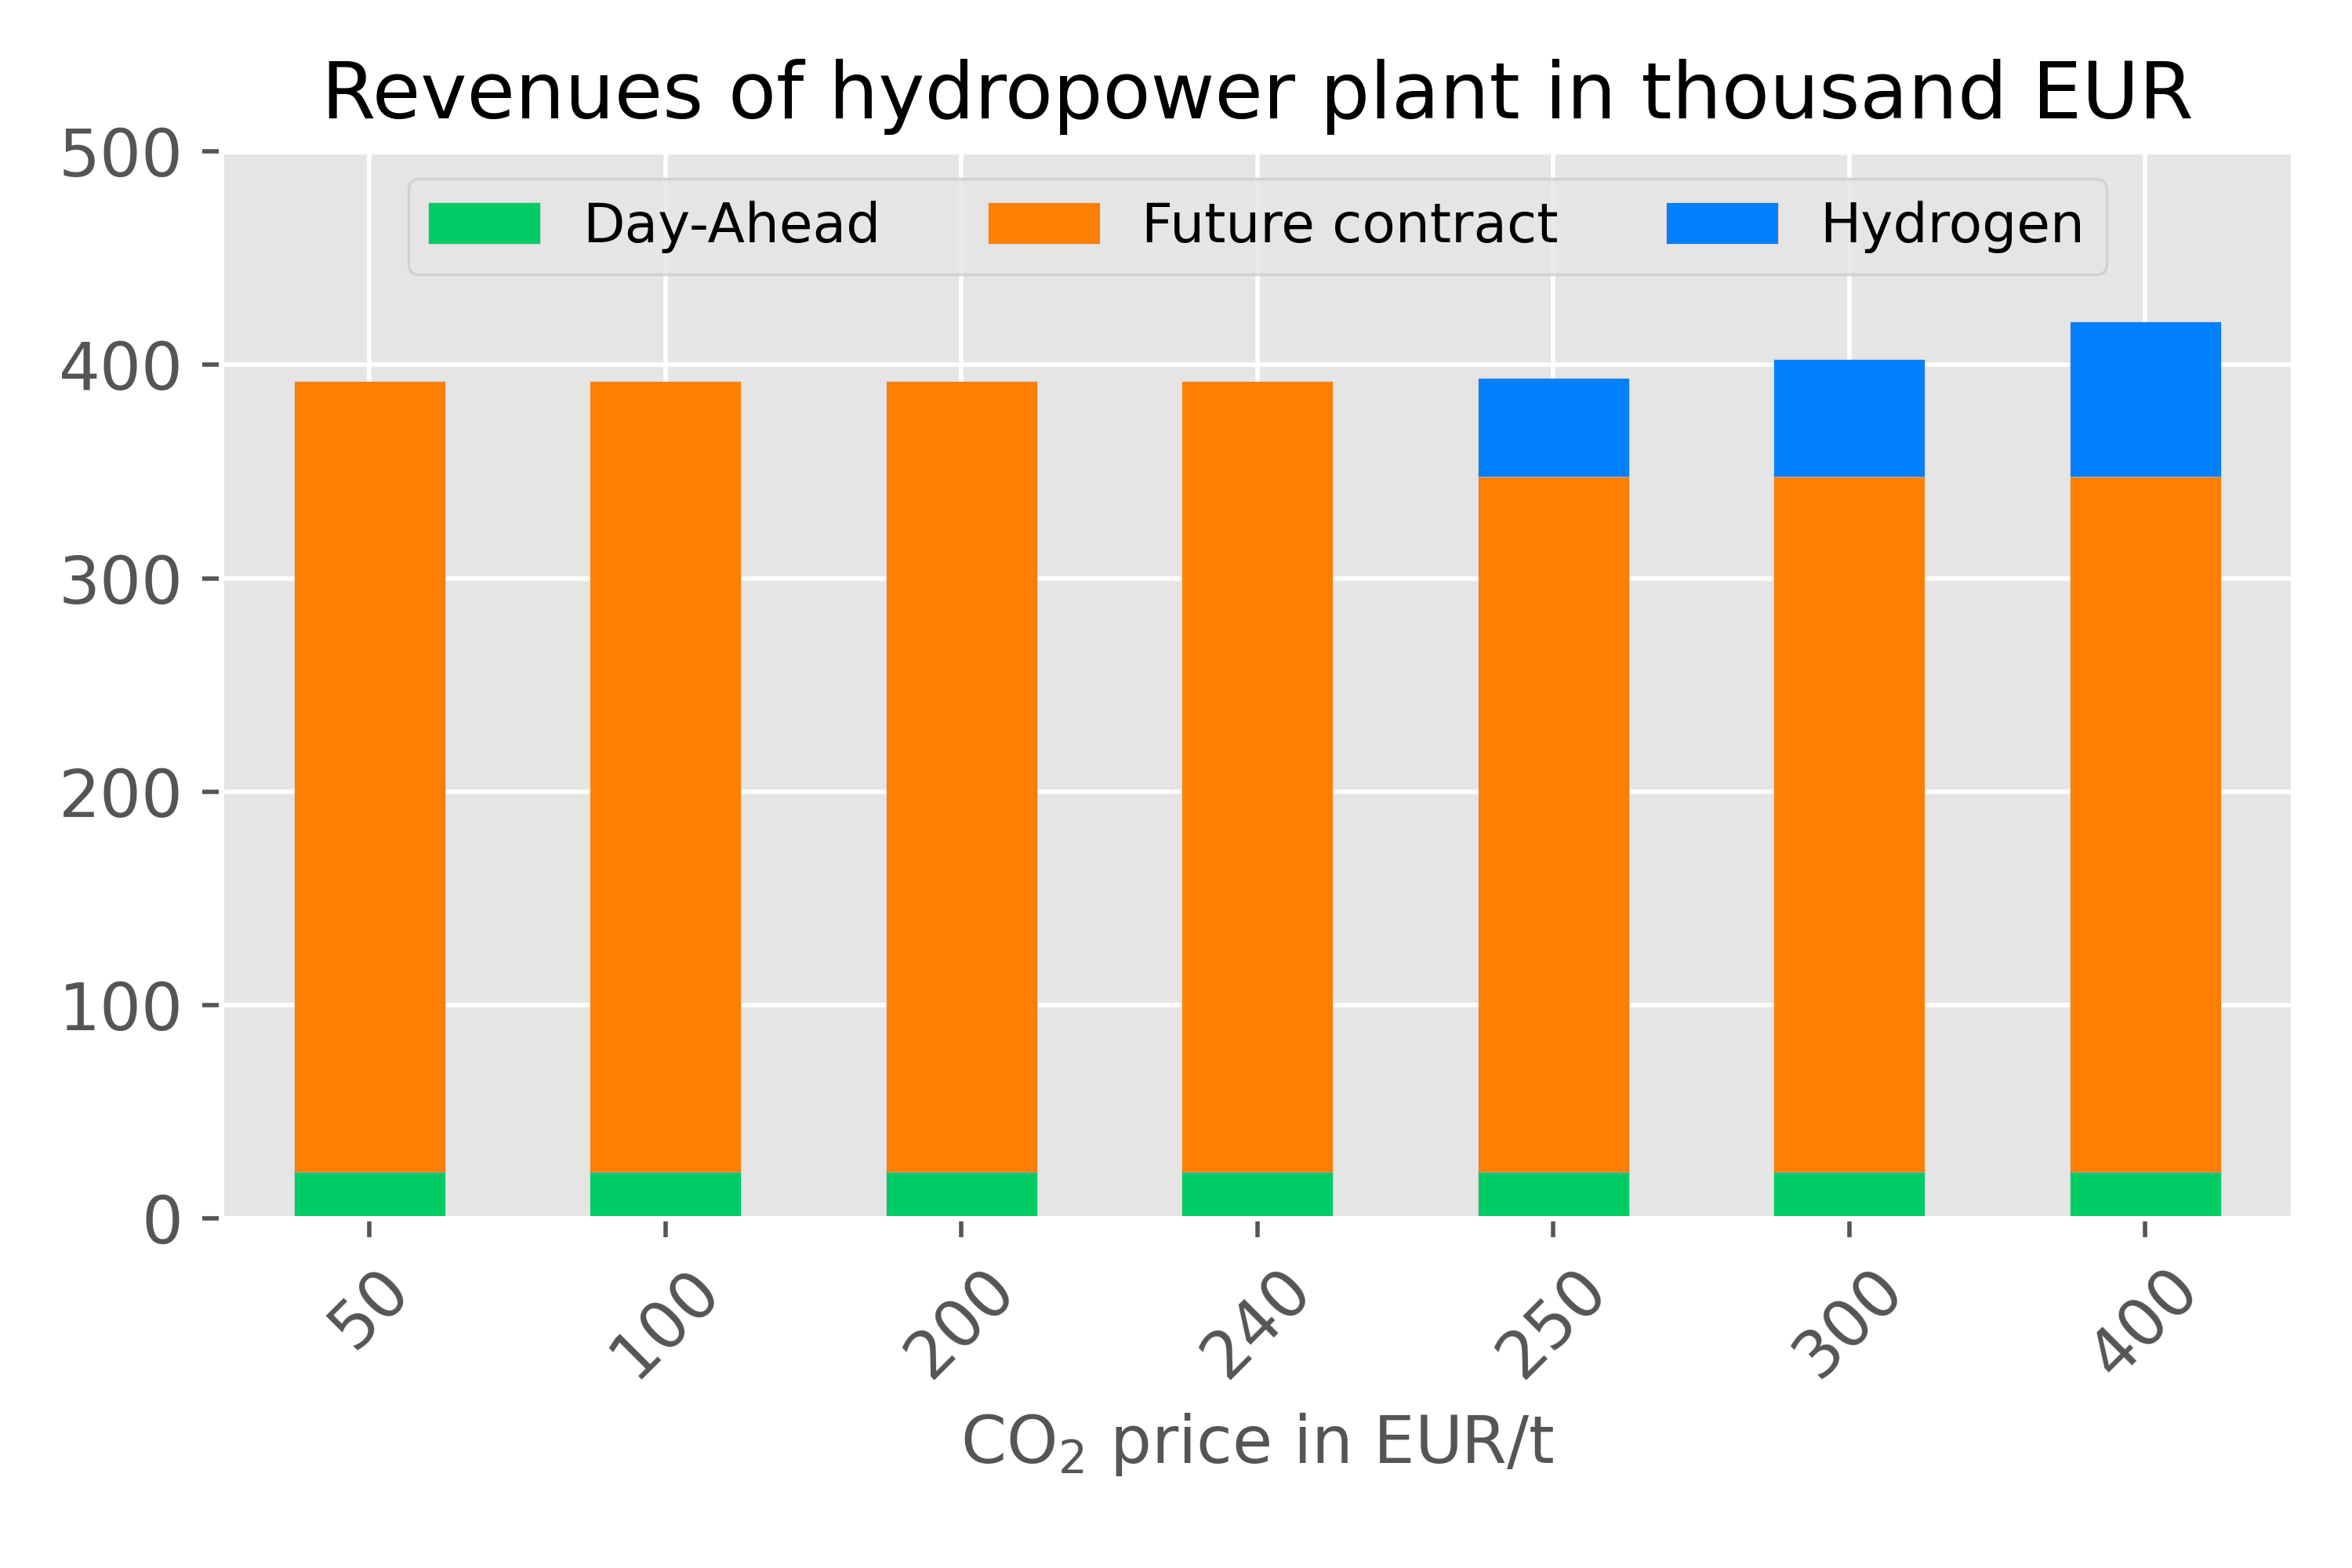 Revenues of hydropower plant in thousand EUR
500
Day-Ahead Future contract Hydrogen
400
300
200
100
0
50 100 200 240 250 300 400
CO₂ price in EUR/t